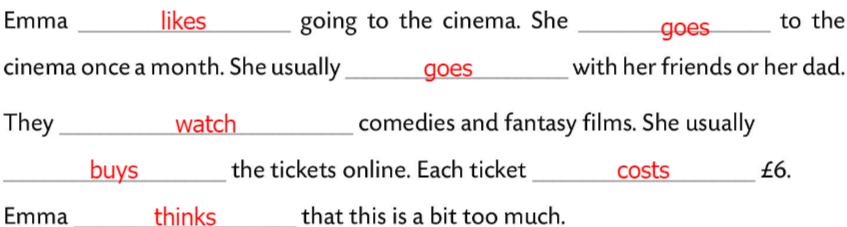 Emma likes going to the cinema. She goes to the
cinema once a month. She usually goes with her friends or her dad.
They watch comedies and fantasy films. She usually
buys the tickets online. Each ticket costs £6.
Emma thinks that this is a bit too much.